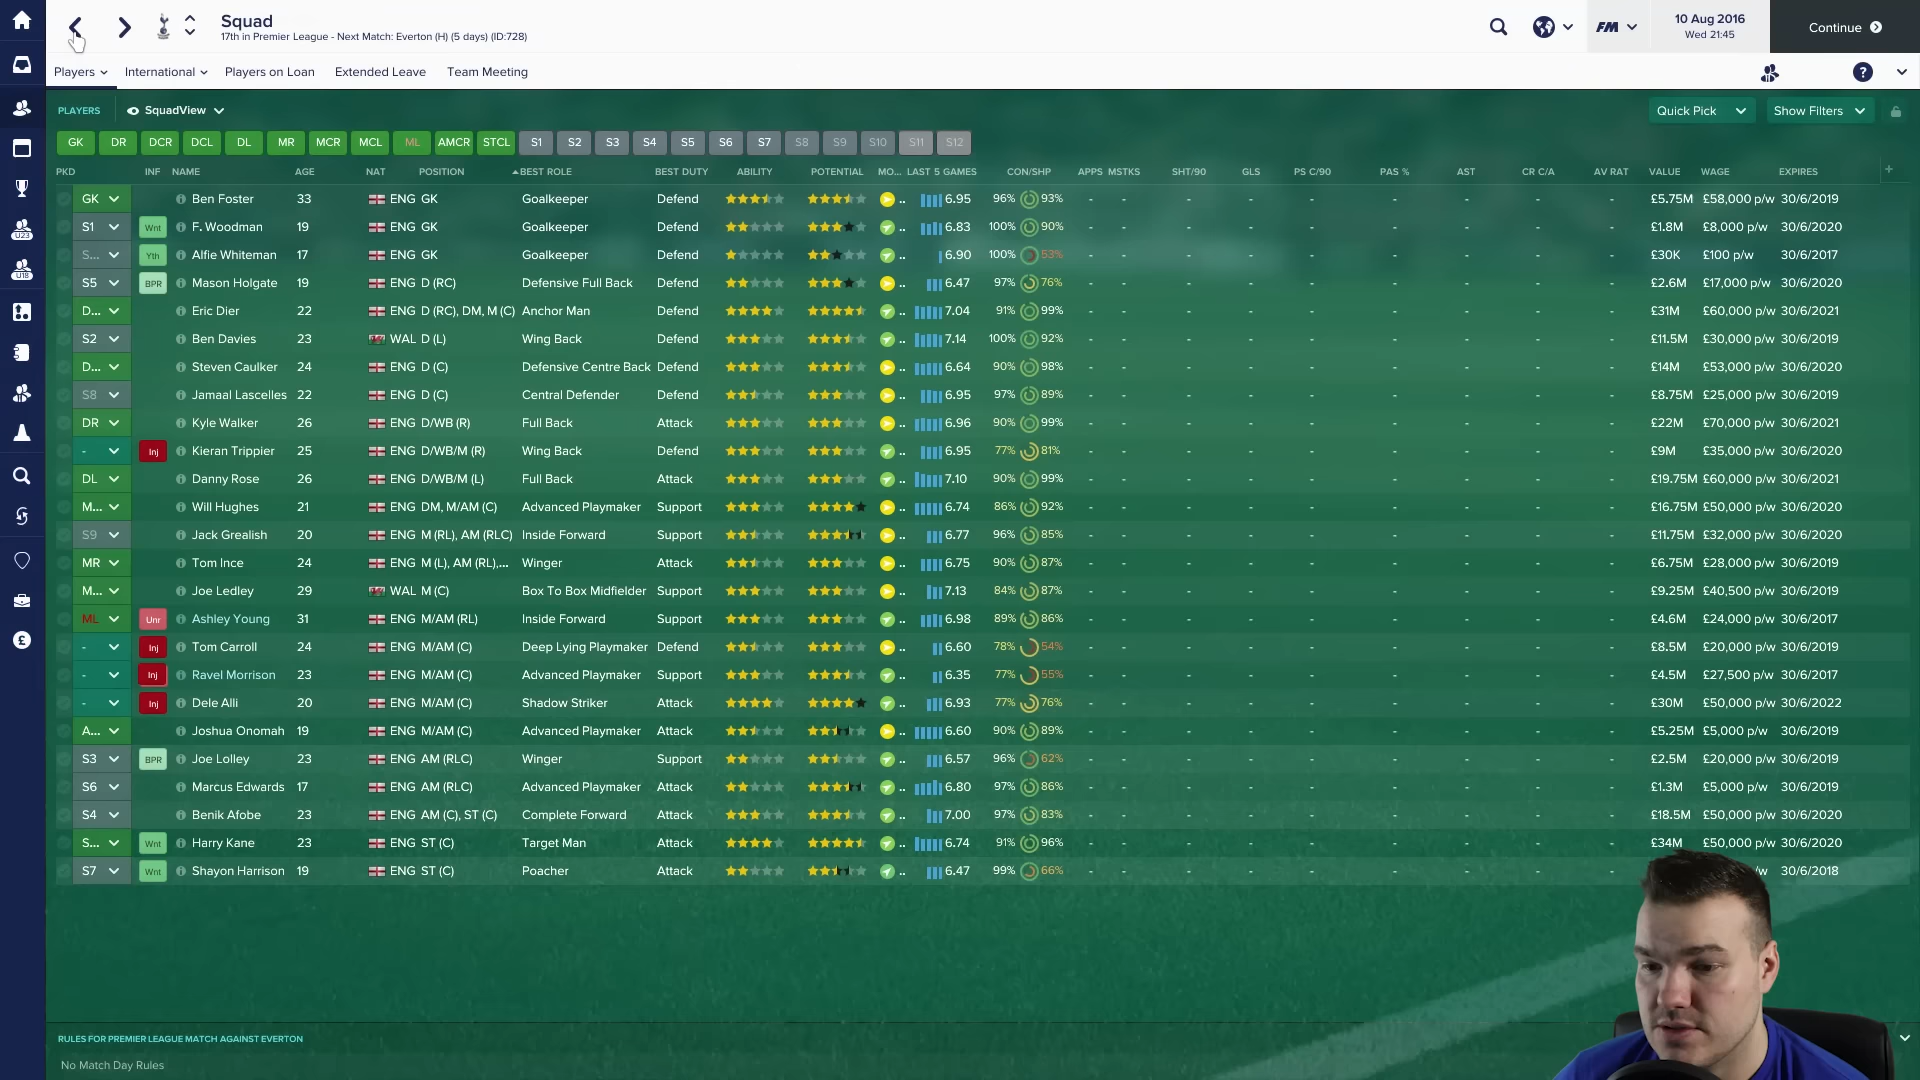 Squad
17th in Premier League - Next Match: Everton (H) (5 days) (ID:728)
FM
10 Aug 2016
Wed 21:45
Continue
Players International Players on Loan Extended Leave Team Meeting
?
PLAYERS SquadView Quick Pick Show Filters
GK DR DCR DCL DL MR MCR MCL ML AMCR STCL S1 S2 S3 S4 S5 S6 S7 S8 S9 S10 S11 S12
PKD INF NAME AGE NAT POSITION BEST ROLE BEST DUTY ABILITY POTENTIAL MO... LAST 5 GAMES CON/SHP APPS MSTKS SHT/90 GLS PS C/90 PAS % AST CR C/A AV RAT VALUE WAGE EXPIRES +
GK Ben Foster 33 ENG GK Goalkeeper Defend .. 6.95 96% 93% - - - - - - - - - £5.75M £58,000 p/w 30/6/2019
S1 Wnt F. Woodman 19 ENG GK Goalkeeper Defend .. 6.83 100% 90% - - - - - - - - - £1.8M £8,000 p/w 30/6/2020
S... Yth Alfie Whiteman 17 ENG GK Goalkeeper Defend .. 6.90 100% 53% - - - - - - - - - £30K £100 p/w 30/6/2017
S5 BPR Mason Holgate 19 ENG D (RC) Defensive Full Back Defend .. 6.47 97% 76% - - - - - - - - - £2.6M £17,000 p/w 30/6/2020
D... Eric Dier 22 ENG D (RC), DM, M (C) Anchor Man Defend .. 7.04 91% 99% - - - - - - - - - £31M £60,000 p/w 30/6/2021
S2 Ben Davies 23 WAL D (L) Wing Back Defend .. 7.14 100% 92% - - - - - - - - - £11.5M £30,000 p/w 30/6/2019
D... Steven Caulker 24 ENG D (C) Defensive Centre Back Defend .. 6.64 90% 98% - - - - - - - - - £14M £53,000 p/w 30/6/2020
S8 Jamaal Lascelles 22 ENG D (C) Central Defender Defend .. 6.95 97% 89% - - - - - - - - - £8.75M £25,000 p/w 30/6/2019
DR Kyle Walker 26 ENG D/WB (R) Full Back Attack .. 6.96 90% 99% - - - - - - - - - £22M £70,000 p/w 30/6/2021
- Inj Kieran Trippier 25 ENG D/WB/M (R) Wing Back Defend .. 6.95 77% 81% - - - - - - - - - £9M £35,000 p/w 30/6/2020
DL Danny Rose 26 ENG D/WB/M (L) Full Back Attack .. 7.10 90% 99% - - - - - - - - - £19.75M £60,000 p/w 30/6/2021
M... Will Hughes 21 ENG DM, M/AM (C) Advanced Playmaker Support .. 6.74 86% 92% - - - - - - - - - £16.75M £50,000 p/w 30/6/2020
S9 Jack Grealish 20 ENG M (RL), AM (RLC) Inside Forward Support .. 6.77 96% 85% - - - - - - - - - £11.75M £32,000 p/w 30/6/2020
MR Tom Ince 24 ENG M (L), AM (RL),... Winger Attack .. 6.75 90% 87% - - - - - - - - - £6.75M £28,000 p/w 30/6/2019
M... Joe Ledley 29 WAL M (C) Box To Box Midfielder Support .. 7.13 84% 87% - - - - - - - - - £9.25M £40,500 p/w 30/6/2019
ML Unr Ashley Young 31 ENG M/AM (RL) Inside Forward Support .. 6.98 89% 86% - - - - - - - - - £4.6M £24,000 p/w 30/6/2017
- Inj Tom Carroll 24 ENG M/AM (C) Deep Lying Playmaker Defend .. 6.60 78% 54% - - - - - - - - - £8.5M £20,000 p/w 30/6/2019
- Inj Ravel Morrison 23 ENG M/AM (C) Advanced Playmaker Support .. 6.35 77% 55% - - - - - - - - - £4.5M £27,500 p/w 30/6/2017
- Inj Dele Alli 20 ENG M/AM (C) Shadow Striker Attack .. 6.93 77% 76% - - - - - - - - - £30M £50,000 p/w 30/6/2022
A... Joshua Onomah 19 ENG M/AM (C) Advanced Playmaker Attack .. 6.60 90% 89% - - - - - - - - - £5.25M £5,000 p/w 30/6/2019
S3 BPR Joe Lolley 23 ENG AM (RLC) Winger Support .. 6.57 96% 62% - - - - - - - - - £2.5M £20,000 p/w 30/6/2019
S6 Marcus Edwards 17 ENG AM (RLC) Advanced Playmaker Attack .. 6.80 97% 86% - - - - - - - - - £1.3M £5,000 p/w 30/6/2019
S4 Benik Afobe 23 ENG AM (C), ST (C) Complete Forward Attack .. 7.00 97% 83% - - - - - - - - - £18.5M £50,000 p/w 30/6/2020
S... Wnt Harry Kane 23 ENG ST (C) Target Man Attack .. 6.74 91% 96% - - - - - - - - - £34M £50,000 p/w 30/6/2020
S7 Wnt Shayon Harrison 19 ENG ST (C) Poacher Attack .. 6.47 99% 66% - - - - - - - - - /w 30/6/2018
U23
U18
£
RULES FOR PREMIER LEAGUE MATCH AGAINST EVERTON
No Match Day Rules